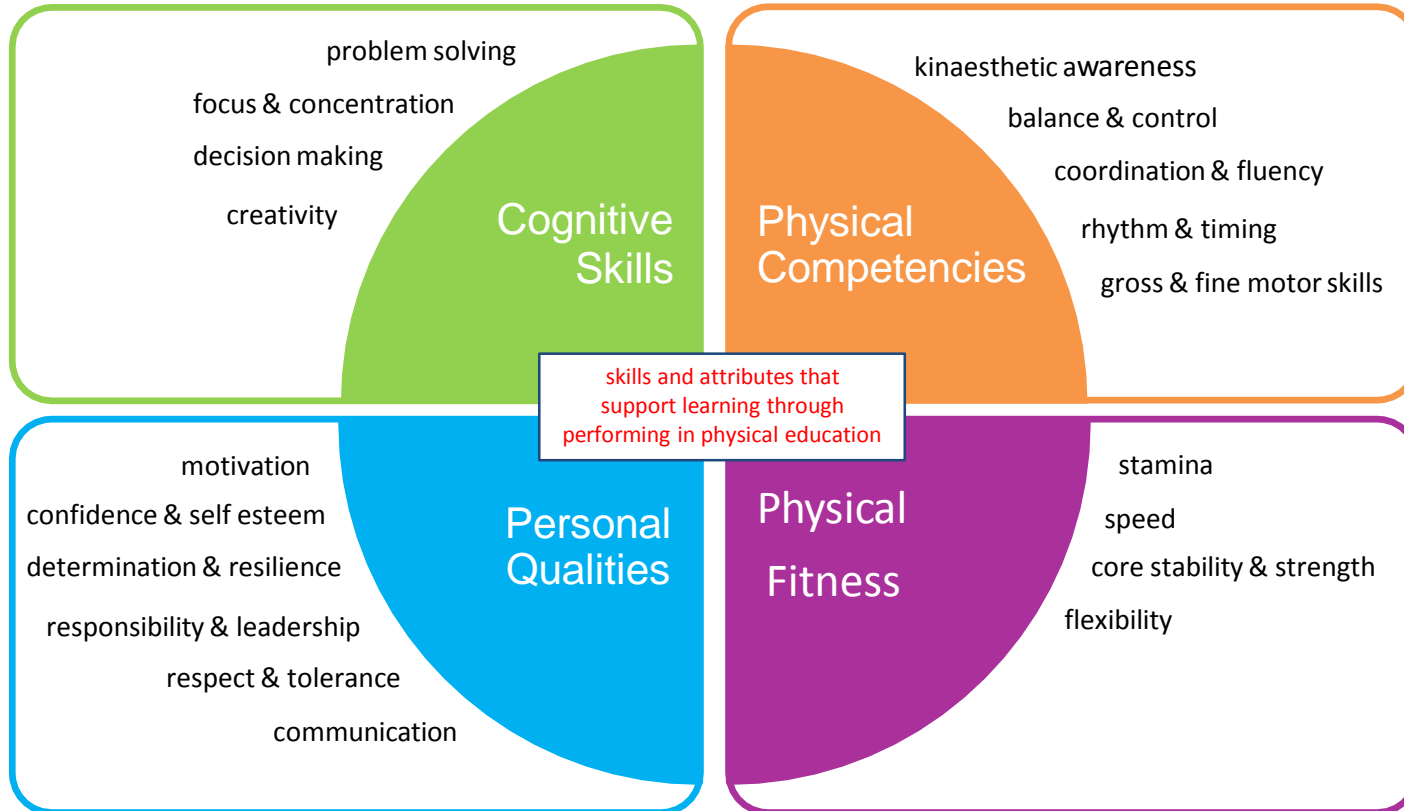 problem solving
focus & concentration
decision making
creativity
Cognitive
Skills
kinaesthetic awareness
balance & control
coordination & fluency
rhythm & timing
gross & fine motor skills
Physical
Competencies
skills and attributes that
support learning through
performing in physical education
motivation
confidence & self esteem
determination & resilience
responsibility & leadership
respect & tolerance
communication
Personal
Qualities
Physical
Fitness
stamina
speed
core stability & strength
flexibility